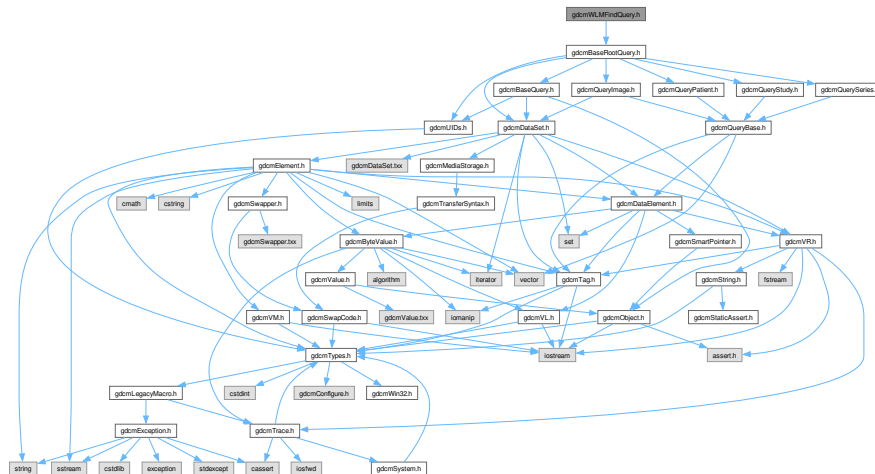 gdcmWLMFindQuery.h
gdcmBaseRootQuery.h
gdcmBaseQuery.h
gdcmQueryImage.h
gdcmQueryPatient.h
gdcmQueryStudy.h
gdcmQuerySeries.
gdcmUIDs.h
gdcmDataSet.h
gdcmQueryBase.h
gdcmElement.h
gdcmDataSet.txx
gdcmMediaStorage.h
cmath
cstring
gdcmSwapper.h
limits
gdcmTransferSyntax.h
gdcmDataElement.h
gdcmSwapper.txx
gdcmByteValue.h
set
gdcmSmartPointer.h
gdcmVR.h
gdcmValue.h
algorithm
iterator
vector
gdcmTag.h
gdcmString.h
fstream
gdcmVM.h
gdcmSwapCode.h
gdcmValue.txx
iomanip
gdcmVL.h
gdcmObject.h
gdcmStaticAssert.h
gdcmTypes.h
iostream
assert.h
gdcmLegacyMacro.h
cstdint
gdcmConfigure.h
gdcmWin32.h
gdcmException.h
gdcmTrace.h
string
sstream
cstdlib
exception
stdexcept
cassert
iosfwd
gdcmSystem.h